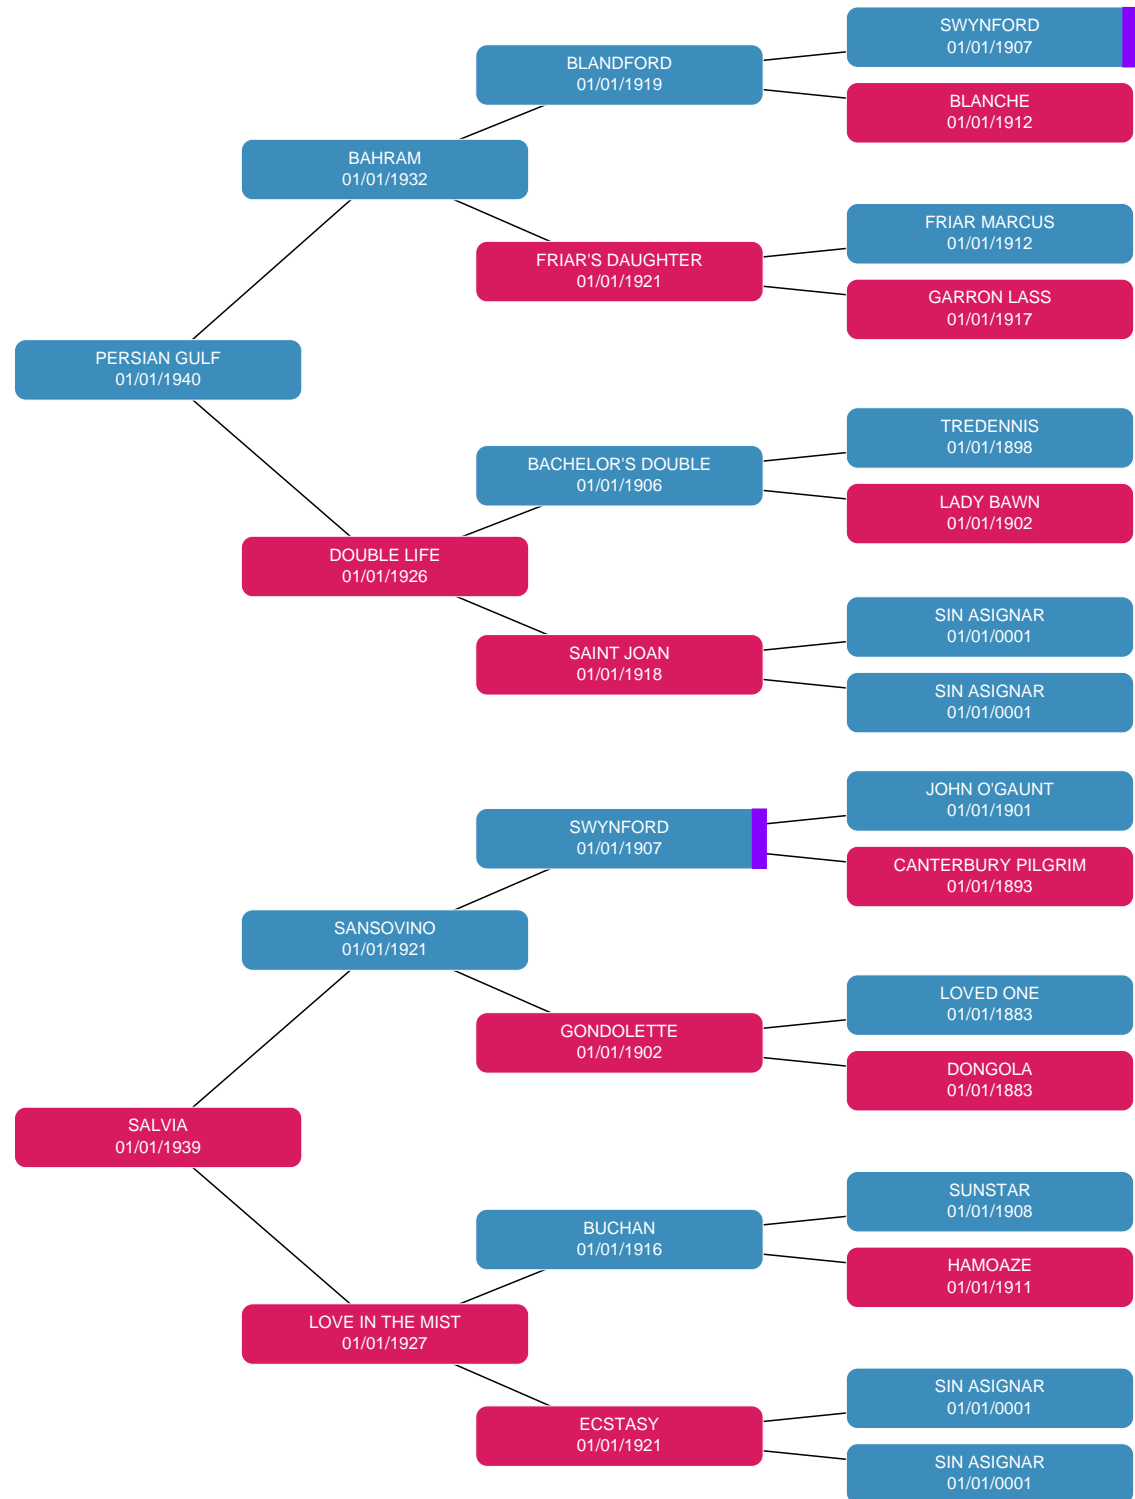 SWYNFORD
01/01/1907
BLANDFORD
01/01/1919
BLANCHE
01/01/1912
BAHRAM
01/01/1932
FRIAR MARCUS
01/01/1912
FRIAR'S DAUGHTER
01/01/1921
GARRON LASS
01/01/1917
PERSIAN GULF
01/01/1940
TREDENNIS
01/01/1898
BACHELOR'S DOUBLE
01/01/1906
LADY BAWN
01/01/1902
DOUBLE LIFE
01/01/1926
SIN ASIGNAR
01/01/0001
SAINT JOAN
01/01/1918
SIN ASIGNAR
01/01/0001
JOHN O'GAUNT
01/01/1901
SWYNFORD
01/01/1907
CANTERBURY PILGRIM
01/01/1893
SANSOVINO
01/01/1921
LOVED ONE
01/01/1883
GONDOLETTE
01/01/1902
DONGOLA
01/01/1883
SALVIA
01/01/1939
SUNSTAR
01/01/1908
BUCHAN
01/01/1916
HAMOAZE
01/01/1911
LOVE IN THE MIST
01/01/1927
SIN ASIGNAR
01/01/0001
ECSTASY
01/01/1921
SIN ASIGNAR
01/01/0001